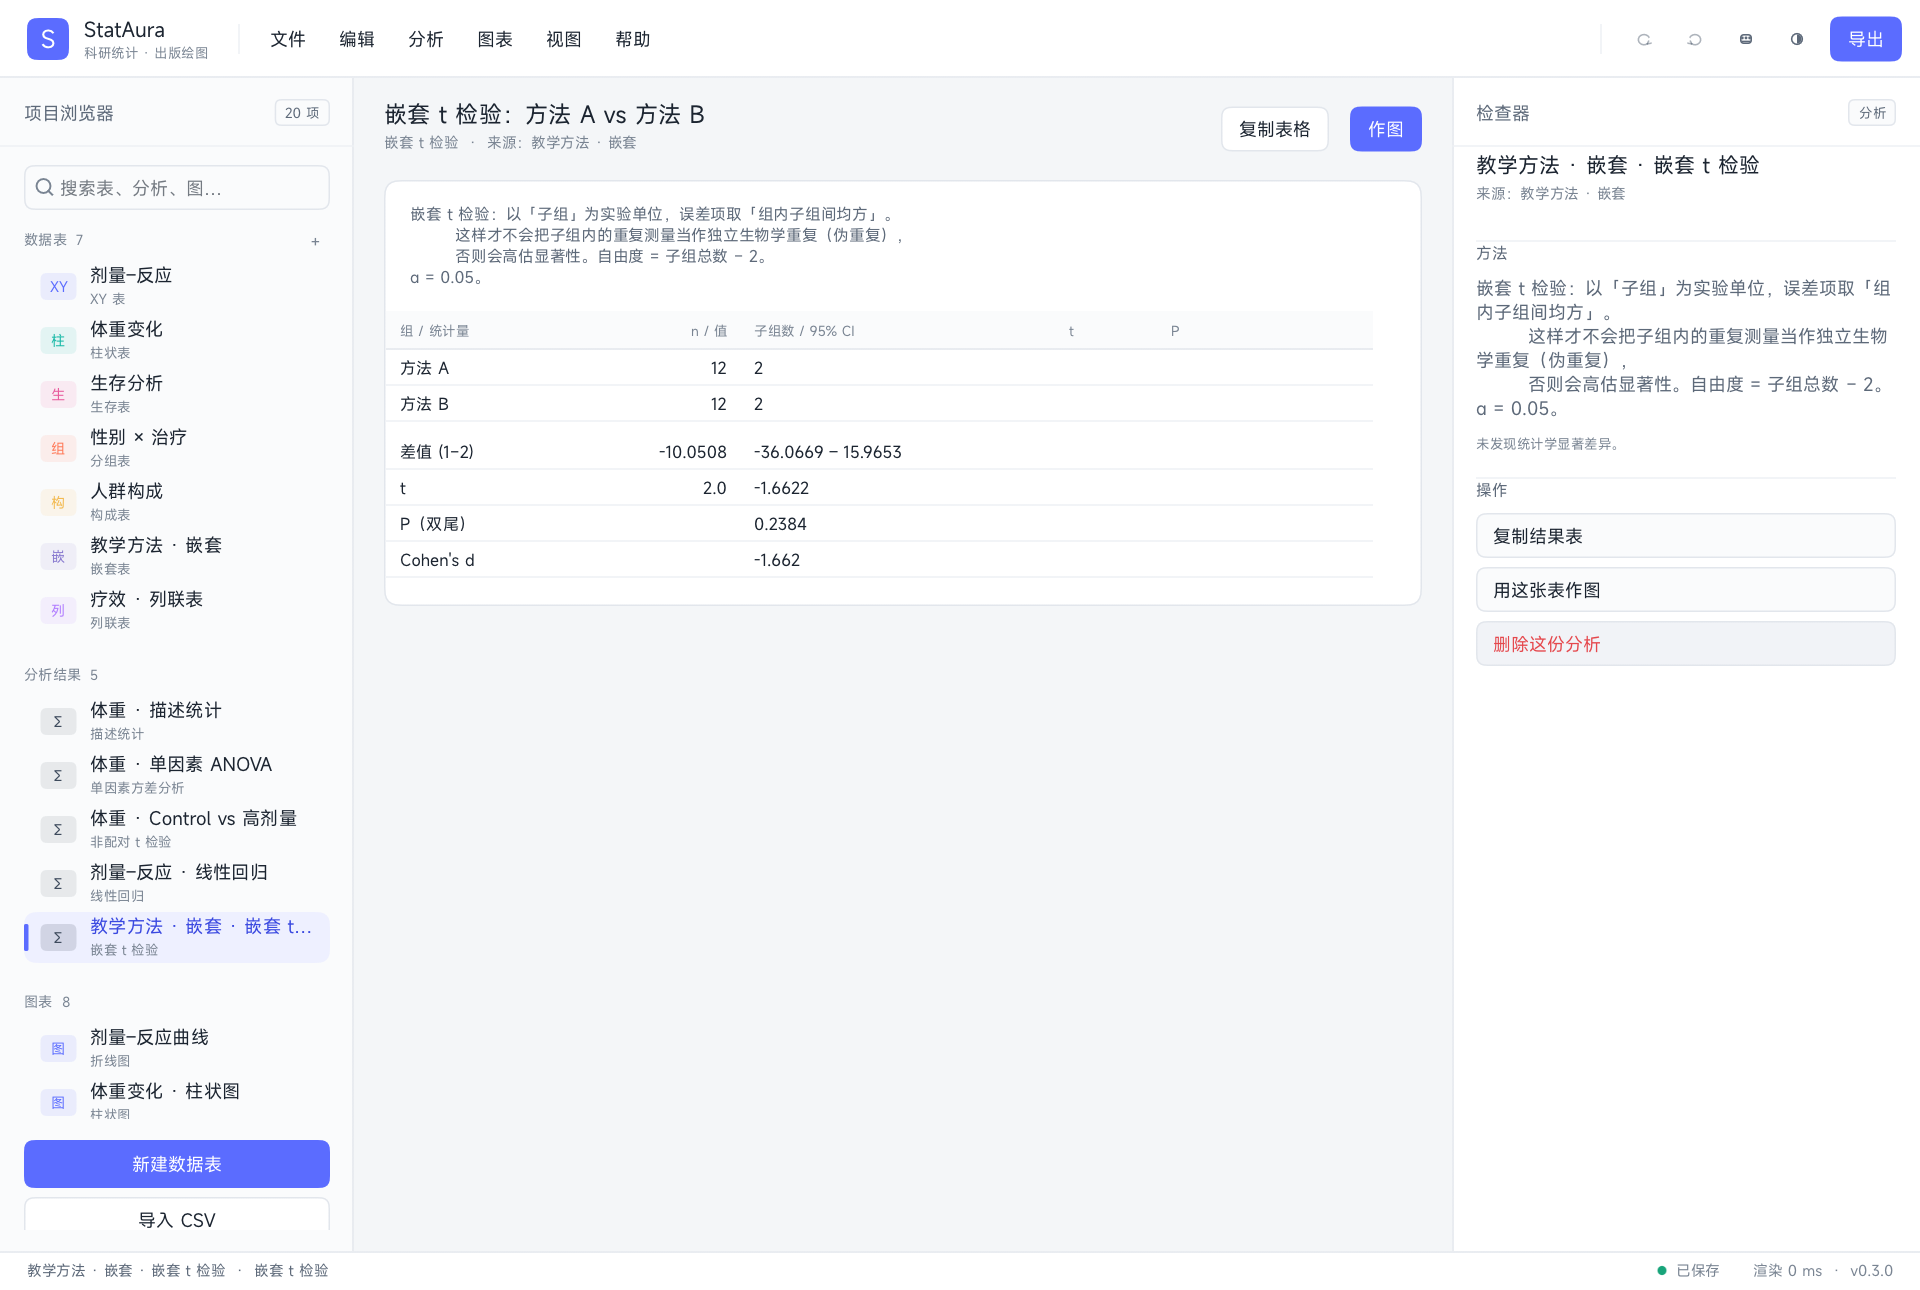 S
StatAura
科研统计 · 出版绘图
文件
编辑
分析
图表
视图
帮助
导出
项目浏览器
20 项
搜索表、分析、图…
数据表 7
+
XY
剂量–反应
XY 表
柱
体重变化
柱状表
生
生存分析
生存表
组
性别 × 治疗
分组表
构
人群构成
构成表
嵌
教学方法 · 嵌套
嵌套表
列
疗效 · 列联表
列联表
分析结果 5
Σ
体重 · 描述统计
描述统计
Σ
体重 · 单因素 ANOVA
单因素方差分析
Σ
体重 · Control vs 高剂量
非配对 t 检验
Σ
剂量–反应 · 线性回归
线性回归
Σ
教学方法 · 嵌套 · 嵌套 t…
嵌套 t 检验
图表 8
图
剂量–反应曲线
折线图
图
体重变化 · 柱状图
柱状图
新建数据表
导入 CSV
嵌套 t 检验：方法 A vs 方法 B
嵌套 t 检验 · 来源：教学方法 · 嵌套
复制表格
作图
嵌套 t 检验：以「子组」为实验单位，误差项取「组内子组间均方」。
这样才不会把子组内的重复测量当作独立生物学重复（伪重复），
否则会高估显著性。自由度 = 子组总数 − 2。
α = 0.05。
组 / 统计量 n / 值 子组数 / 95% CI t P
方法 A 12 2
方法 B 12 2
差值 (1−2) -10.0508 -36.0669 – 15.9653
t 2.0 -1.6622
P（双尾） 0.2384
Cohen's d -1.662
检查器
分析
教学方法 · 嵌套 · 嵌套 t 检验
来源：教学方法 · 嵌套
方法
嵌套 t 检验：以「子组」为实验单位，误差项取「组
内子组间均方」。
这样才不会把子组内的重复测量当作独立生物
学重复（伪重复），
否则会高估显著性。自由度 = 子组总数 − 2。
α = 0.05。
未发现统计学显著差异。
操作
复制结果表
用这张表作图
删除这份分析
教学方法 · 嵌套 · 嵌套 t 检验 · 嵌套 t 检验
已保存
渲染 0 ms · v0.3.0